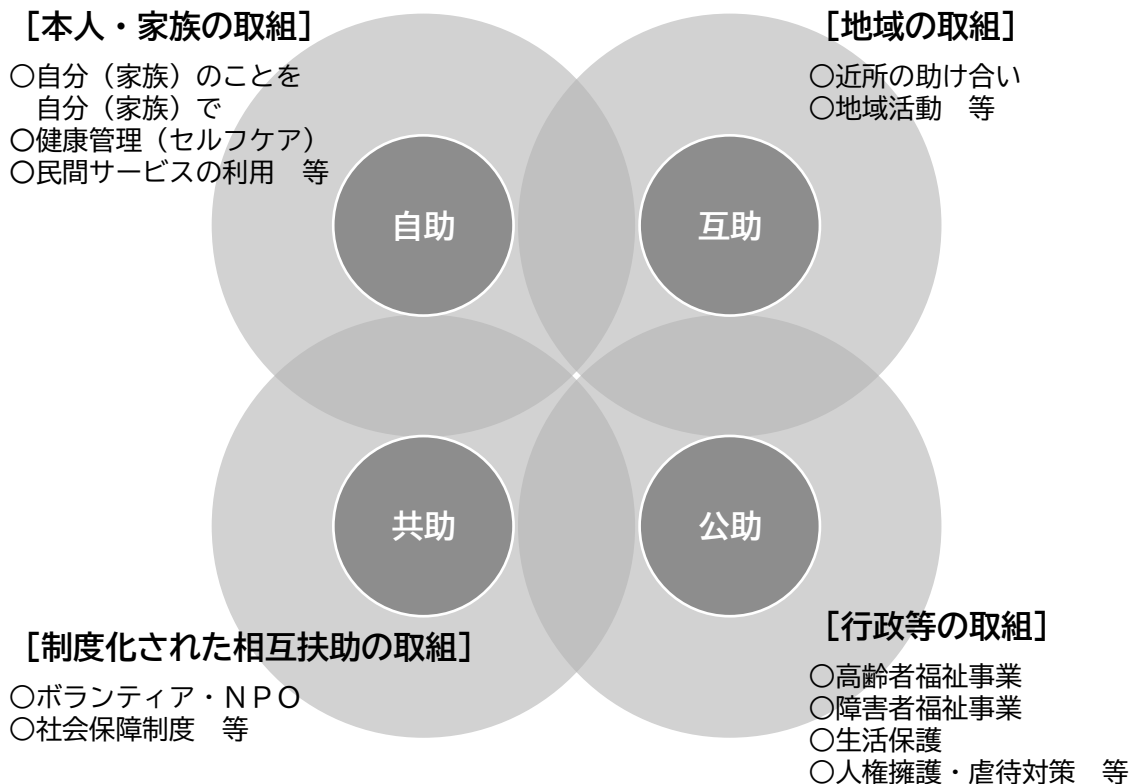 ［本人・家族の取組］
○自分（家族）のことを
自分（家族）で
○健康管理（セルフケア）
○民間サービスの利用　等
［地域の取組］
○近所の助け合い
○地域活動　等
自助
互助
共助
公助
［制度化された相互扶助の取組］
○ボランティア・ＮＰＯ
○社会保障制度　等
［行政等の取組］
○高齢者福祉事業
○障害者福祉事業
○生活保護
○人権擁護・虐待対策　等